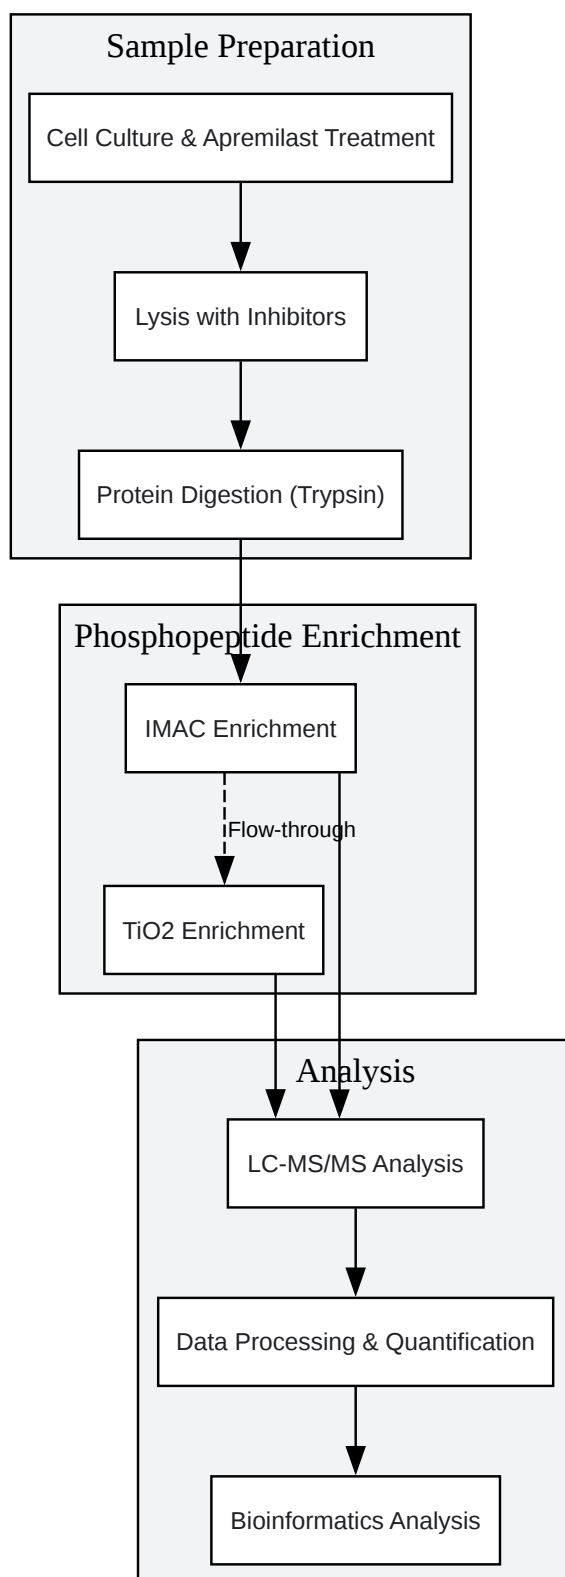 Sample Preparation
Cell Culture & Apremilast Treatment
Lysis with Inhibitors
Protein Digestion (Trypsin)
Phosphopeptide Enrichment
IMAC Enrichment
Flow-through
TiO2 Enrichment
Analysis
LC-MS/MS Analysis
Data Processing & Quantification
Bioinformatics Analysis